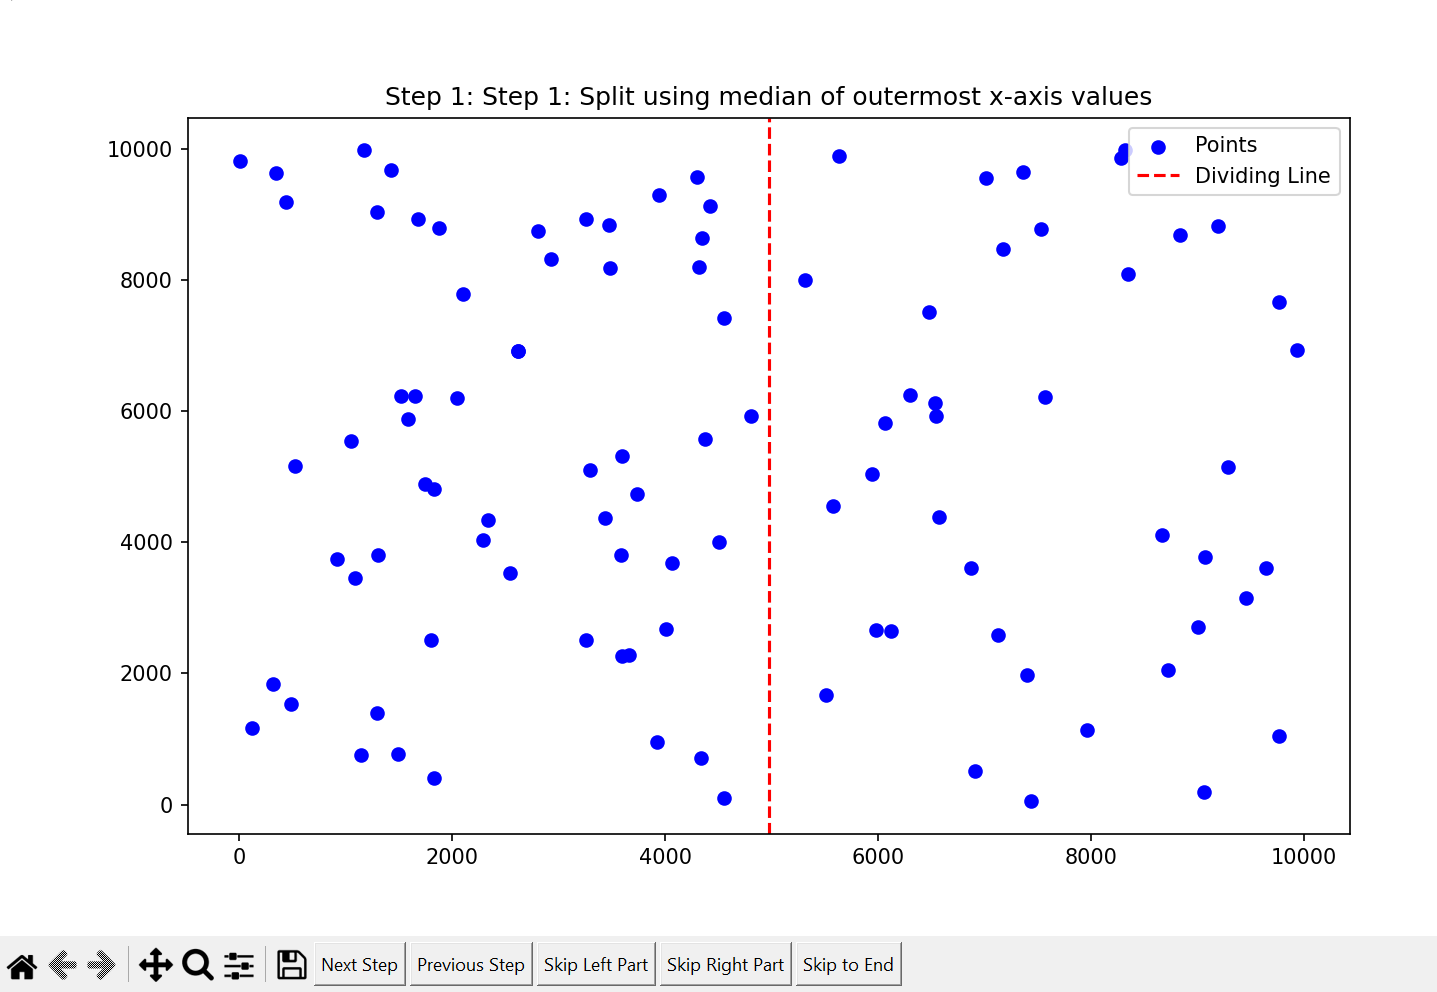 Step 1: Step 1: Split using median of outermost x-axis values
Points
Dividing Line
10000
8000
6000
4000
2000
0
0 2000 4000 6000 8000 10000
Next Step Previous Step Skip Left Part Skip Right Part Skip to End